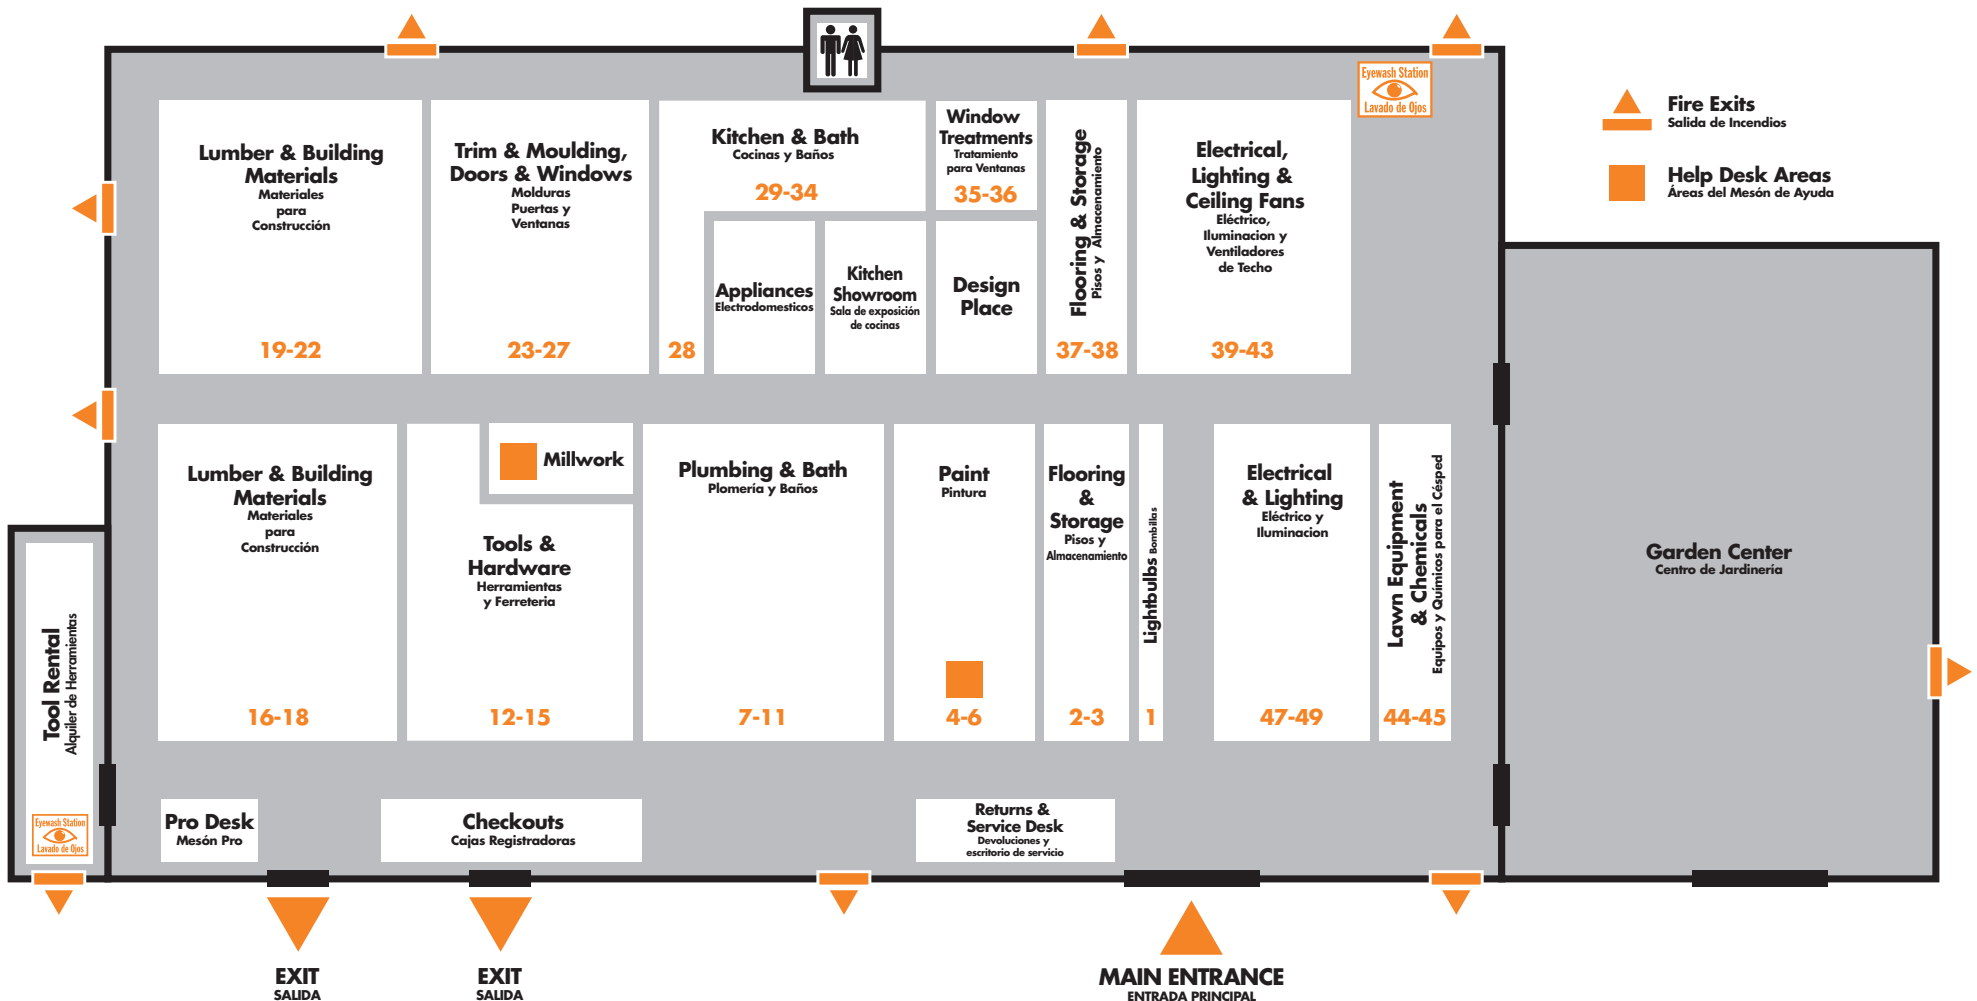 Eyewash Station
Lavado de Ojos
Fire Exits
Salida de Incendios
Help Desk Areas
Áreas del Mesón de Ayuda
Lumber & Building
Materials
Materiales
para
Construcción
19-22
Trim & Moulding,
Doors & Windows
Molduras
Puertas y
Ventanas
23-27
Kitchen & Bath
Cocinas y Baños
29-34
28
Appliances
Electrodomesticos
Kitchen
Showroom
Sala de exposición
de cocinas
Window
Treatments
Tratamiento
para Ventanas
35-36
Design
Place
Flooring & Storage
Pisos y Almacenamiento
37-38
Electrical,
Lighting &
Ceiling Fans
Eléctrico,
Iluminacion y
Ventiladores
de Techo
39-43
Lumber & Building
Materials
Materiales
para
Construcción
16-18
Millwork
Tools &
Hardware
Herramientas
y Ferreteria
12-15
Plumbing & Bath
Plomería y Baños
7-11
Paint
Pintura
4-6
Flooring
&
Storage
Pisos y
Almacenamiento
2-3
Lightbulbs Bombillas
1
Electrical
& Lighting
Eléctrico y
Iluminacion
47-49
Lawn Equipment
& Chemicals
Equipos y Químicos para el Césped
44-45
Garden Center
Centro de Jardinería
Tool Rental
Alquiler de Herramientas
Eyewash Station
Lavado de Ojos
Pro Desk
Mesón Pro
Checkouts
Cajas Registradoras
Returns &
Service Desk
Devoluciones y
escritorio de servicio
EXIT
SALIDA
EXIT
SALIDA
MAIN ENTRANCE
ENTRADA PRINCIPAL